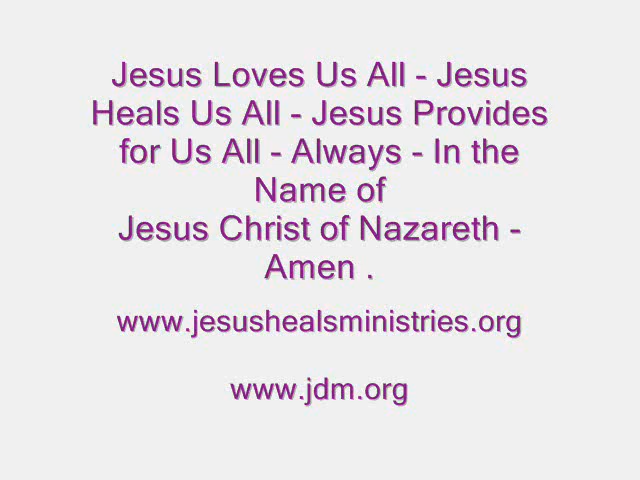 Jesus Loves Us All - Jesus
Heals Us All - Jesus Provides
for Us All - Always - In the
Name of
Jesus Christ of Nazareth -
Amen .
www.jesushealsministries.org
www.jdm.org